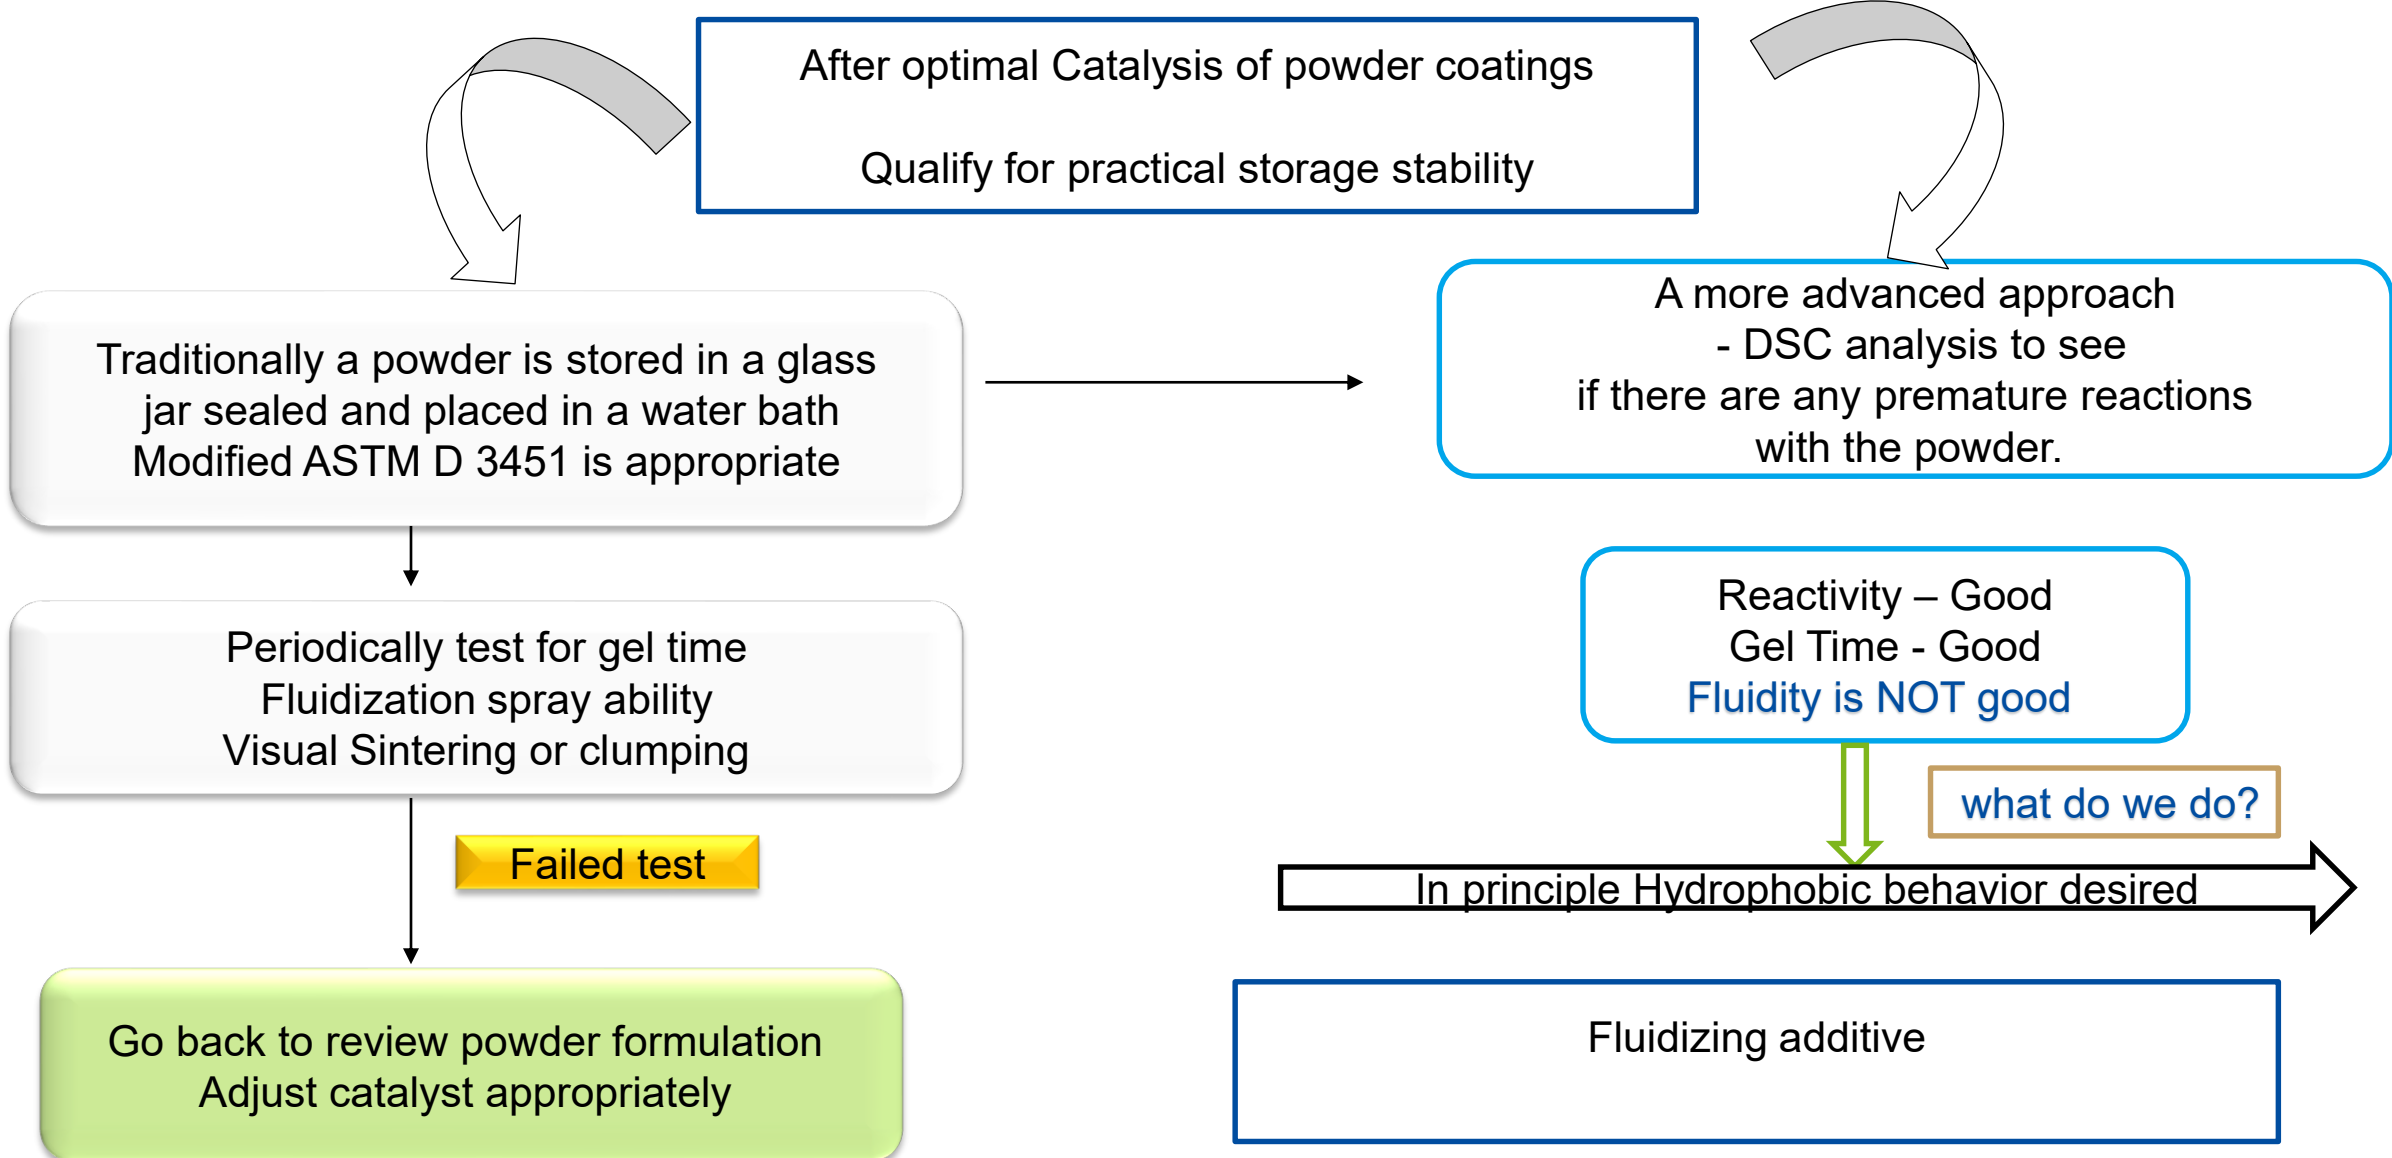 After optimal Catalysis of powder coatings
Qualify for practical storage stability
Traditionally a powder is stored in a glass
jar sealed and placed in a water bath
Modified ASTM D 3451 is appropriate
A more advanced approach
- DSC analysis to see
if there are any premature reactions
with the powder.
Periodically test for gel time
Fluidization spray ability
Visual Sintering or clumping
Reactivity – Good
Gel Time - Good
Fluidity is NOT good
what do we do?
Failed test
In principle Hydrophobic behavior desired
Go back to review powder formulation
Adjust catalyst appropriately
Fluidizing additive